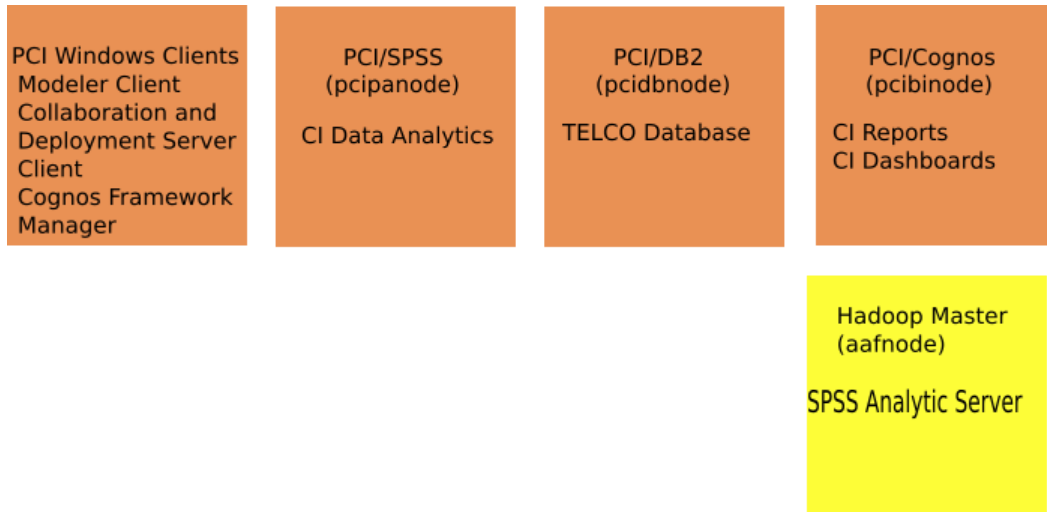 PCI Windows Clients
Modeler Client
Collaboration and
Deployment Server
Client
Cognos Framework
Manager
PCI/SPSS
(pcipanode)
CI Data Analytics
PCI/DB2
(pcidbnode)
TELCO Database
PCI/Cognos
(pcibinode)
CI Reports
CI Dashboards
Hadoop Master
(aafnode)
SPSS Analytic Server